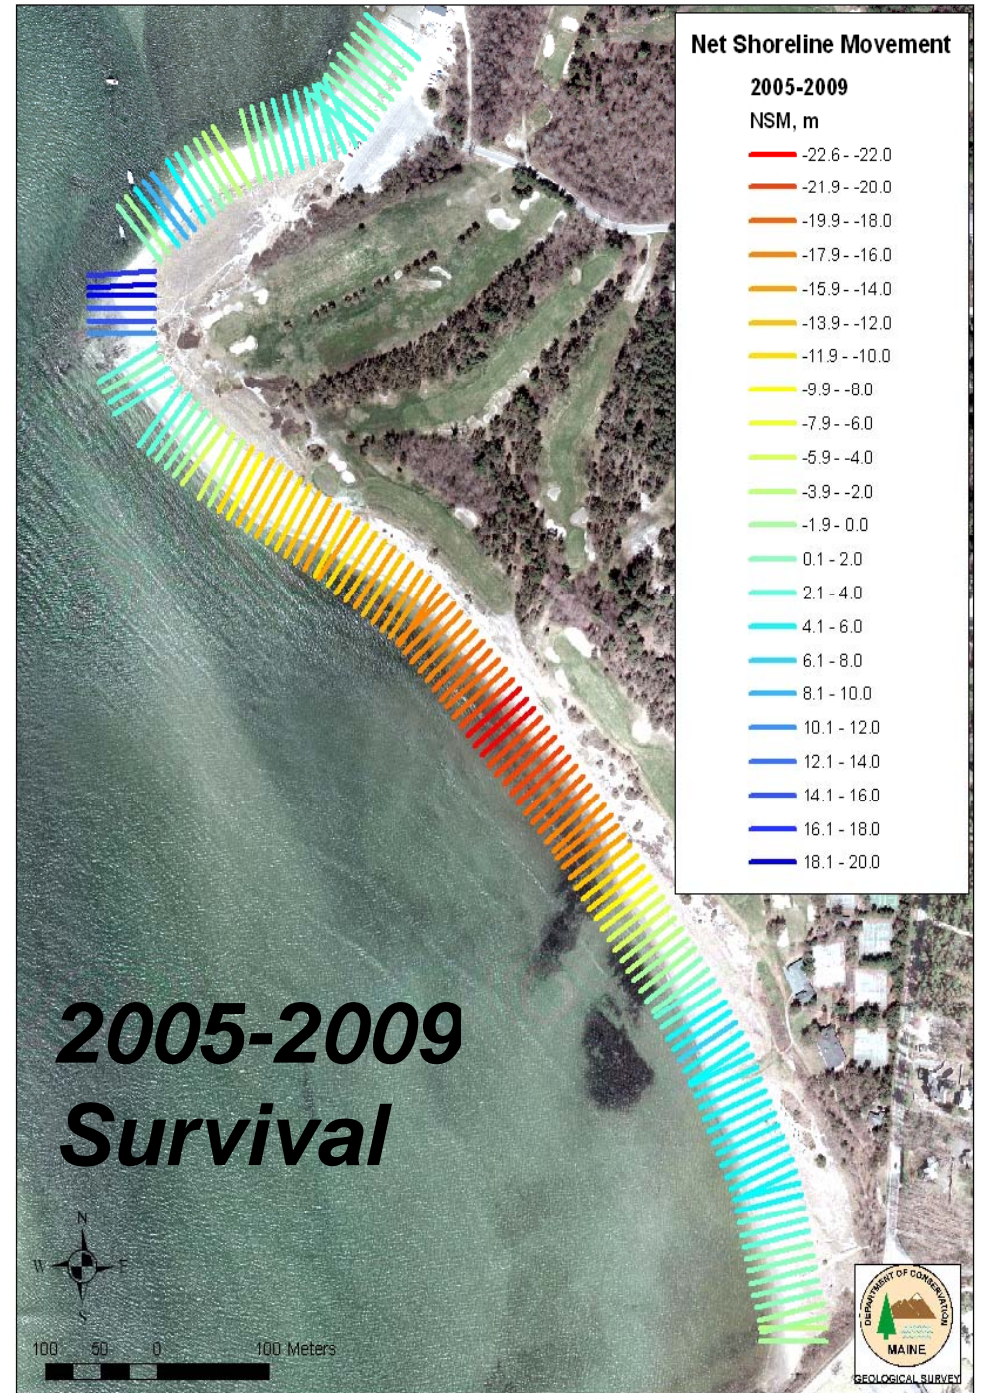 Net Shoreline Movement
2005-2009
NSM, m
-22.6 - -22.0
-21.9 - -20.0
-19.9 - -18.0
-17.9 - -16.0
-15.9 - -14.0
-13.9 - -12.0
-11.9 - -10.0
-9.9 - -8.0
-7.9 - -6.0
-5.9 - -4.0
-3.9 - -2.0
-1.9 - 0.0
0.1 - 2.0
2.1 - 4.0
4.1 - 6.0
6.1 - 8.0
8.1 - 10.0
10.1 - 12.0
12.1 - 14.0
14.1 - 16.0
16.1 - 18.0
18.1 - 20.0
2005-2009
Survival
N
W E
S
100 50 0 100 Meters
DEPARTMENT OF CONSERVATION
MAINE
GEOLOGICAL SURVEY